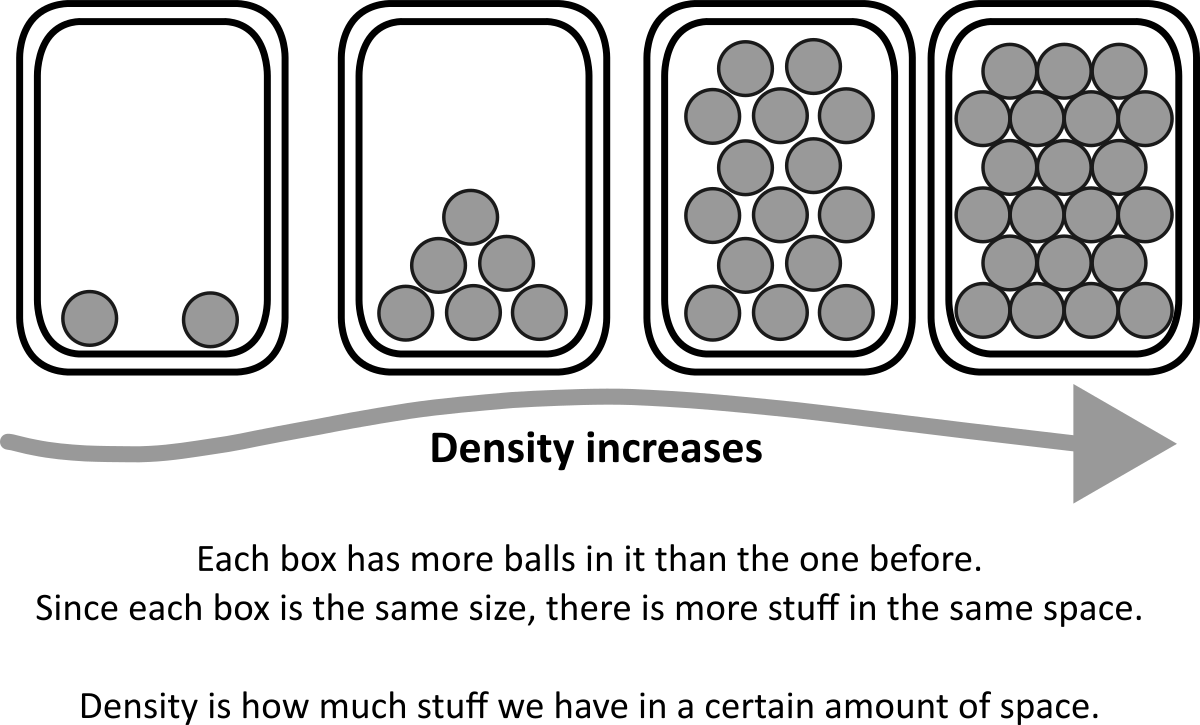 Density increases
Each box has more balls in it than the one before.
Since each box is the same size, there is more stuff in the same space.
Density is how much stuff we have in a certain amount of space.